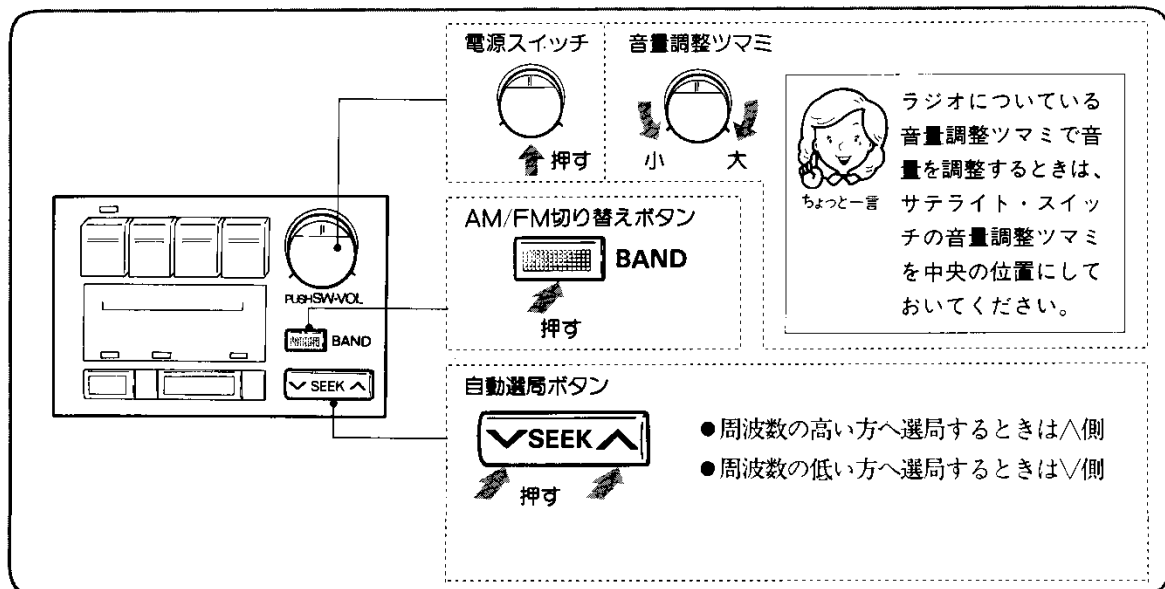 電源スイッチ
押す
音量調整ツマミ
小 大
ちょっと一言
ラジオについている
音量調整ツマミで音
量を調整するときは、
サテライト・スイッ
チの音量調整ツマミ
を中央の位置にして
おいてください。
PUSH SW-VOL
BAND
SEEK
AM/FM切り替えボタン
BAND
押す
自動選局ボタン
SEEK
押す
●周波数の高い方へ選局するときは∧側
●周波数の低い方へ選局するときは∨側